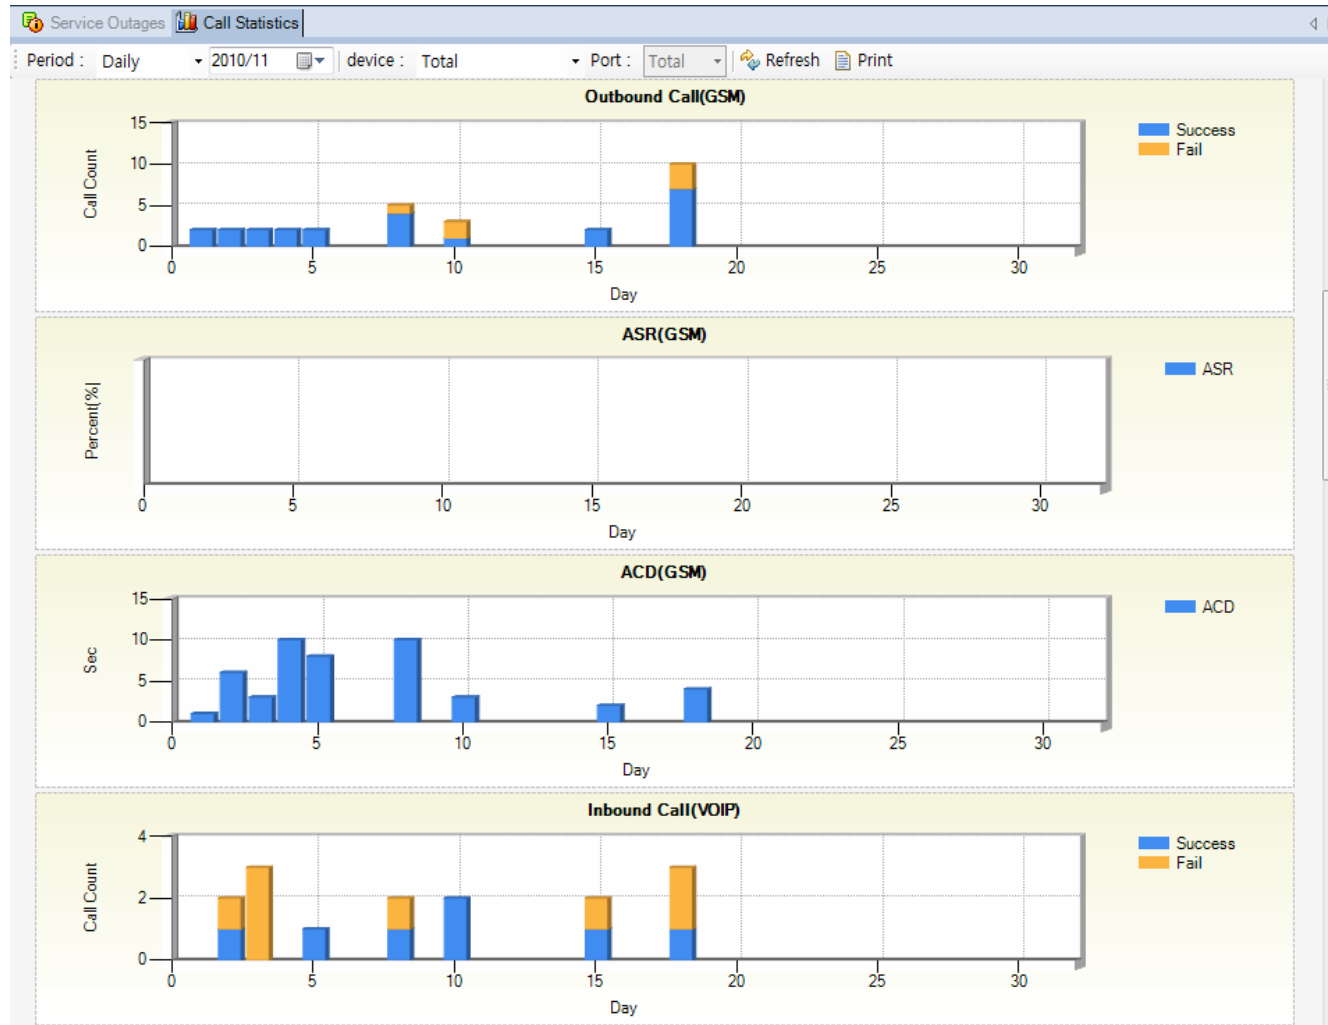 Service Outages Call Statistics
Period : Daily 2010/11 device : Total Port : Total Refresh Print
Outbound Call(GSM)
Call Count
15
10
5
0
0 5 10 15 20 25 30
Day
Success
Fail
ASR(GSM)
Percent(%)
0 5 10 15 20 25 30
Day
ASR
ACD(GSM)
Sec
15
10
5
0
0 5 10 15 20 25 30
Day
ACD
Inbound Call(VOIP)
Call Count
4
2
0
0 5 10 15 20 25 30
Day
Success
Fail